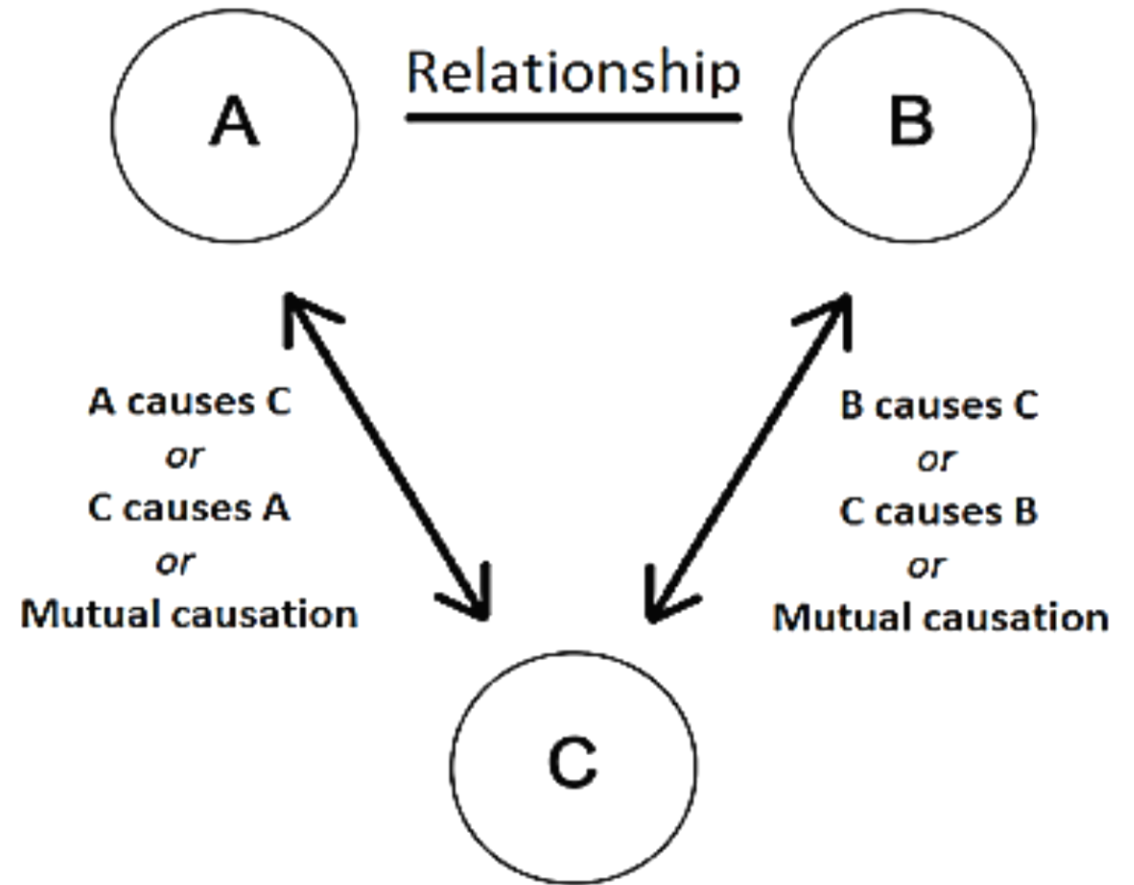 A
Relationship
B
A causes C
or
C causes A
or
Mutual causation
B causes C
or
C causes B
or
Mutual causation
C